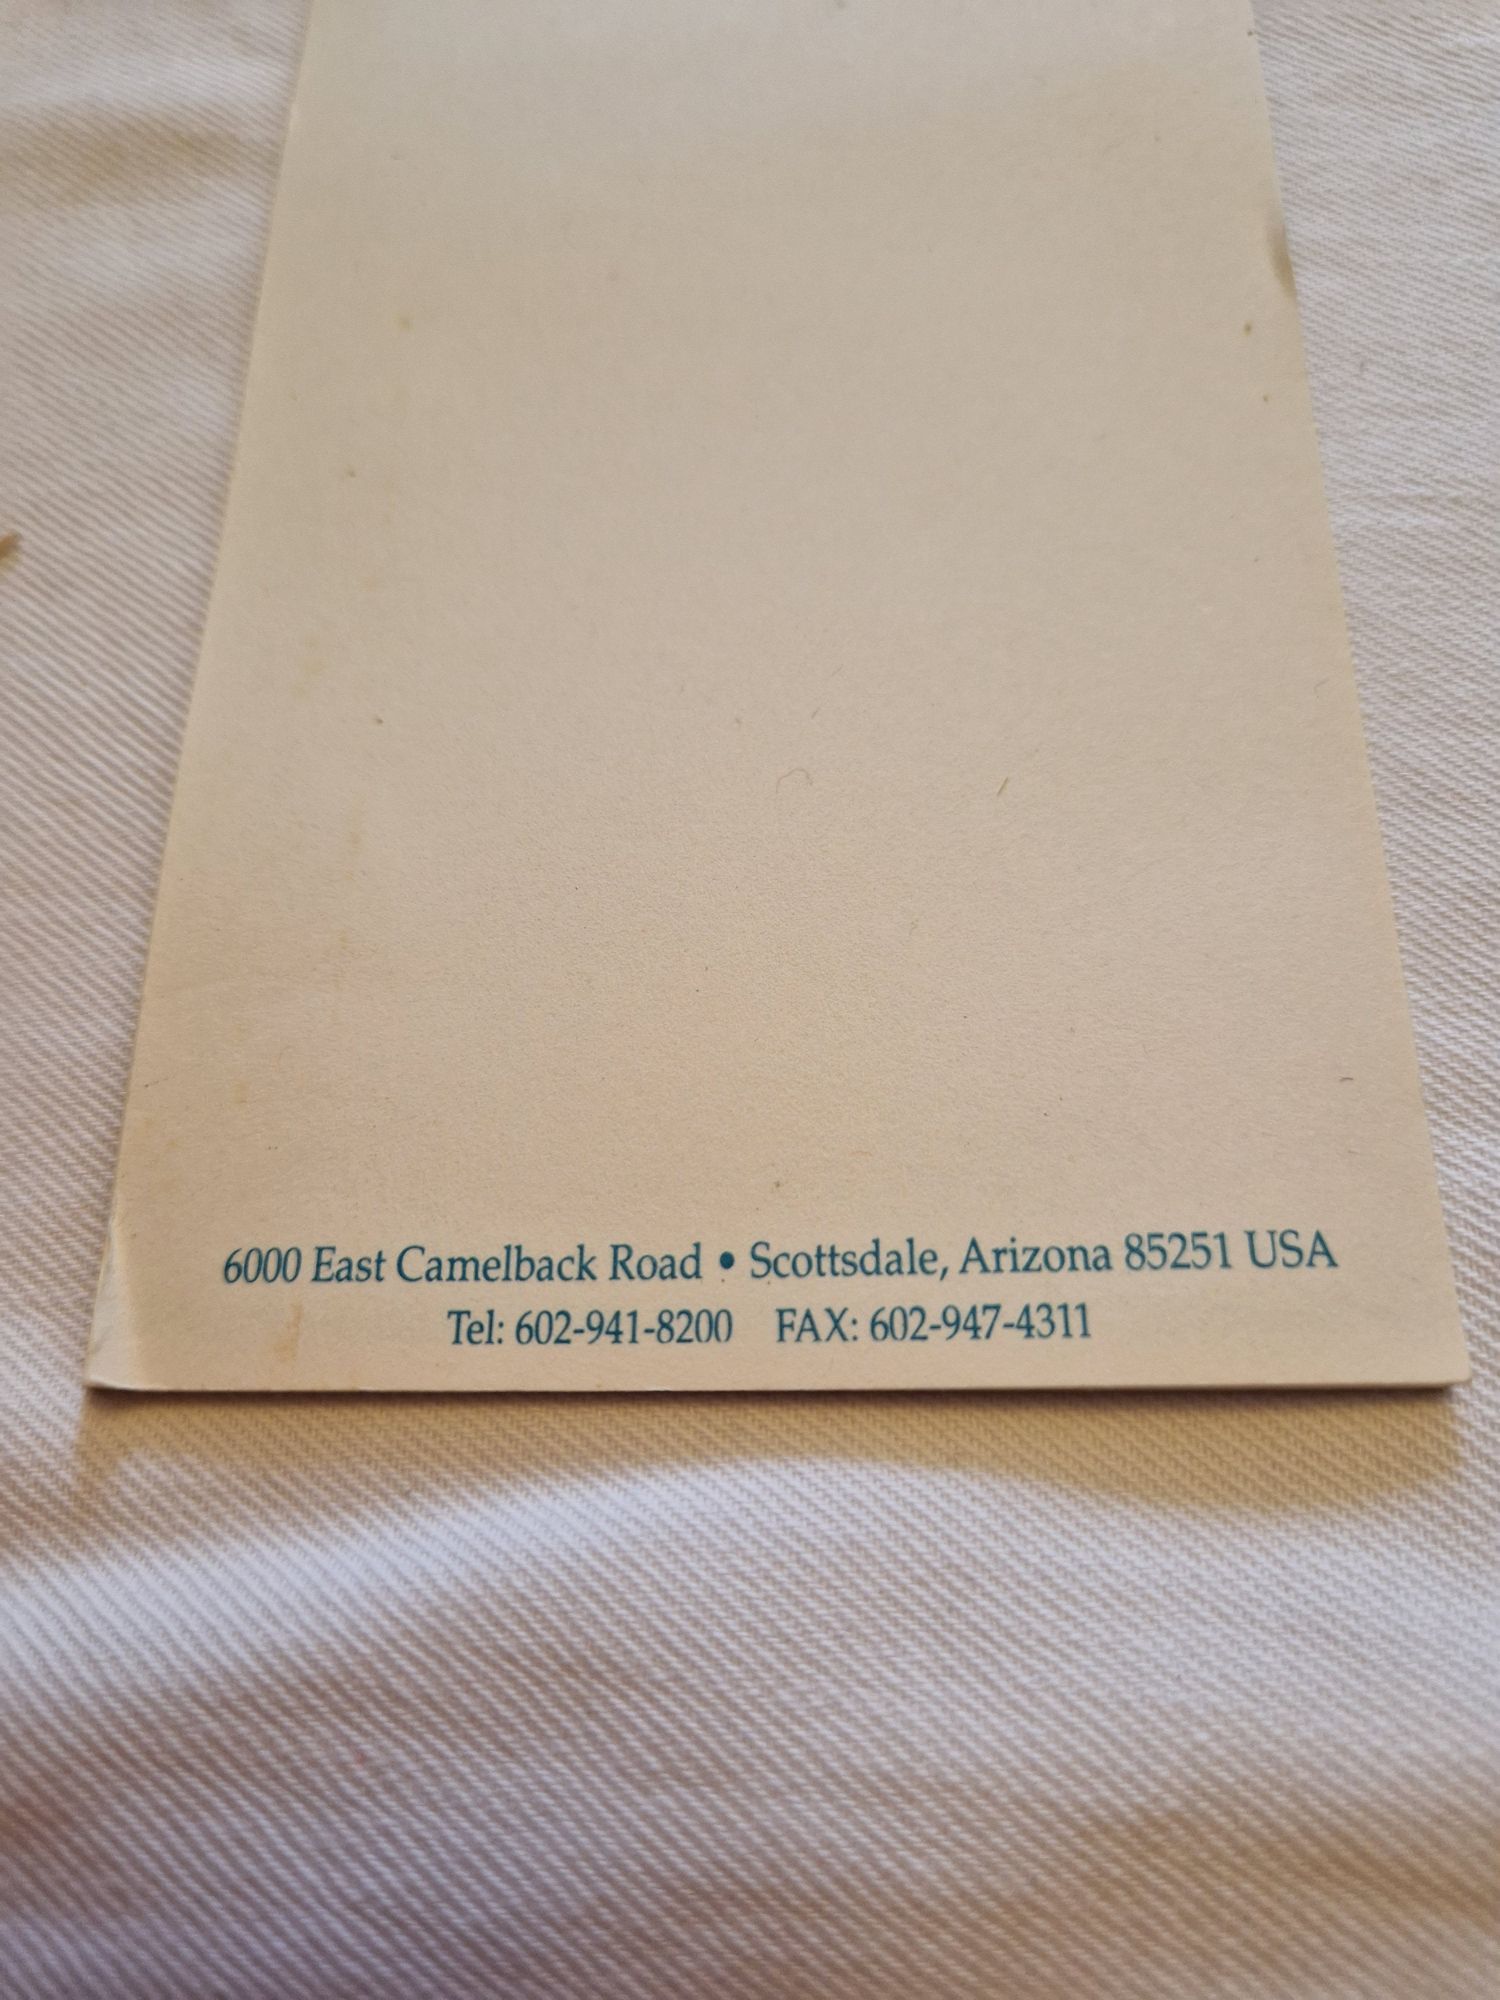 6000 East Camelback Road • Scottsdale, Arizona 85251 USA
Tel: 602-941-8200 FAX: 602-947-4311